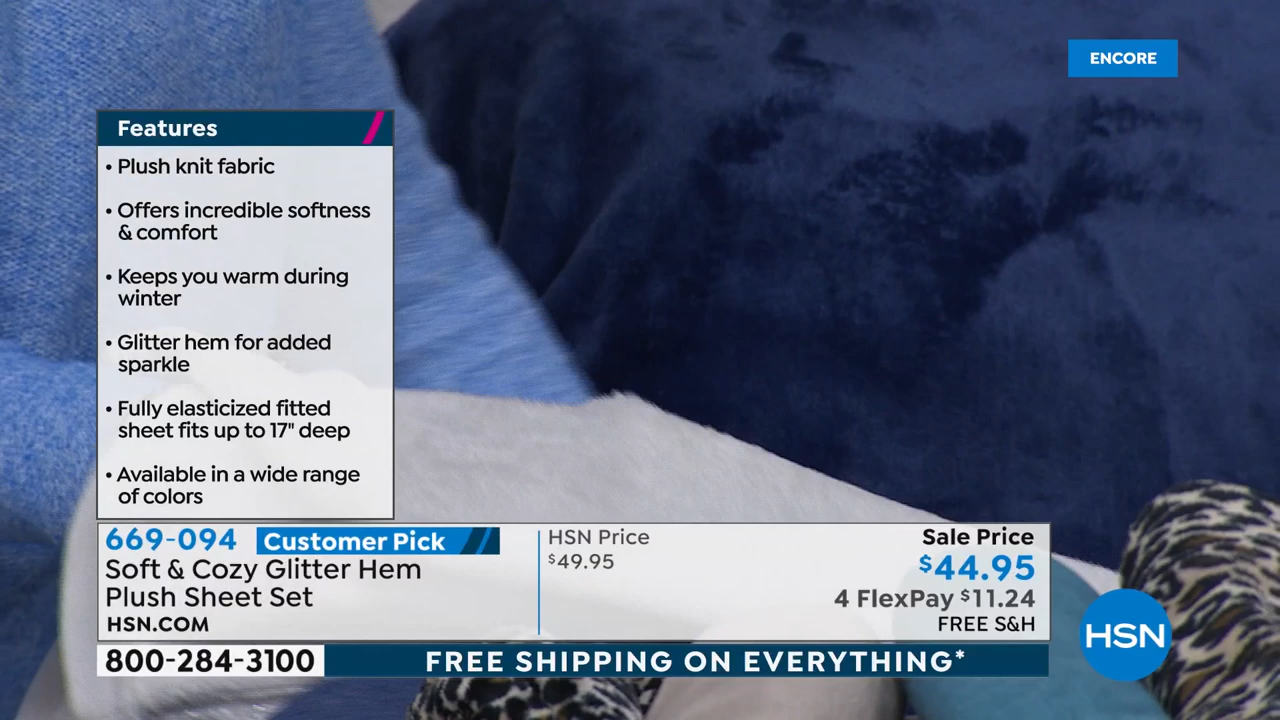 ENCORE
Features
• Plush knit fabric
• Offers incredible softness
& comfort
• Keeps you warm during
winter
• Glitter hem for added
sparkle
• Fully elasticized fitted
sheet fits up to 17" deep
• Available in a wide range
of colors
669-094 Customer Pick
Soft & Cozy Glitter Hem
Plush Sheet Set
HSN.COM
HSN Price
$49.95
Sale Price
$44.95
4 FlexPay $11.24
FREE S&H
HSN
800-284-3100 FREE SHIPPING ON EVERYTHING*